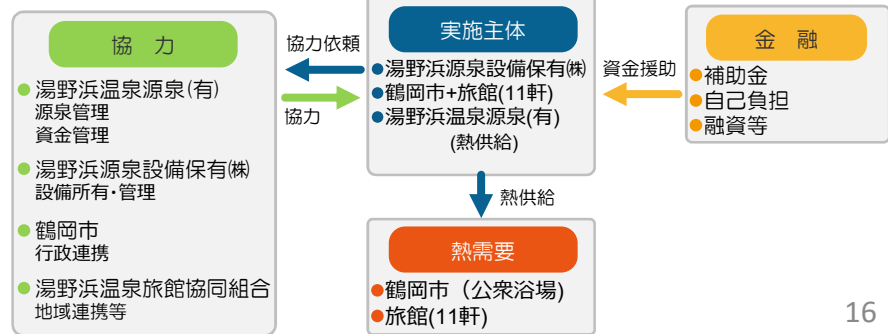 協　力
湯野浜温泉源泉(有)
源泉管理
資金管理
湯野浜源泉設備保有㈱
設備所有・管理
鶴岡市
行政連携
湯野浜温泉旅館協同組合
地域連携等
協力依頼
協力
実施主体
湯野浜源泉設備保有㈱
鶴岡市+旅館(11軒)
湯野浜温泉源泉(有)
(熱供給)
資金援助
金　融
補助金
自己負担
融資等
熱供給
熱需要
鶴岡市（公衆浴場)
旅館(11軒)
16